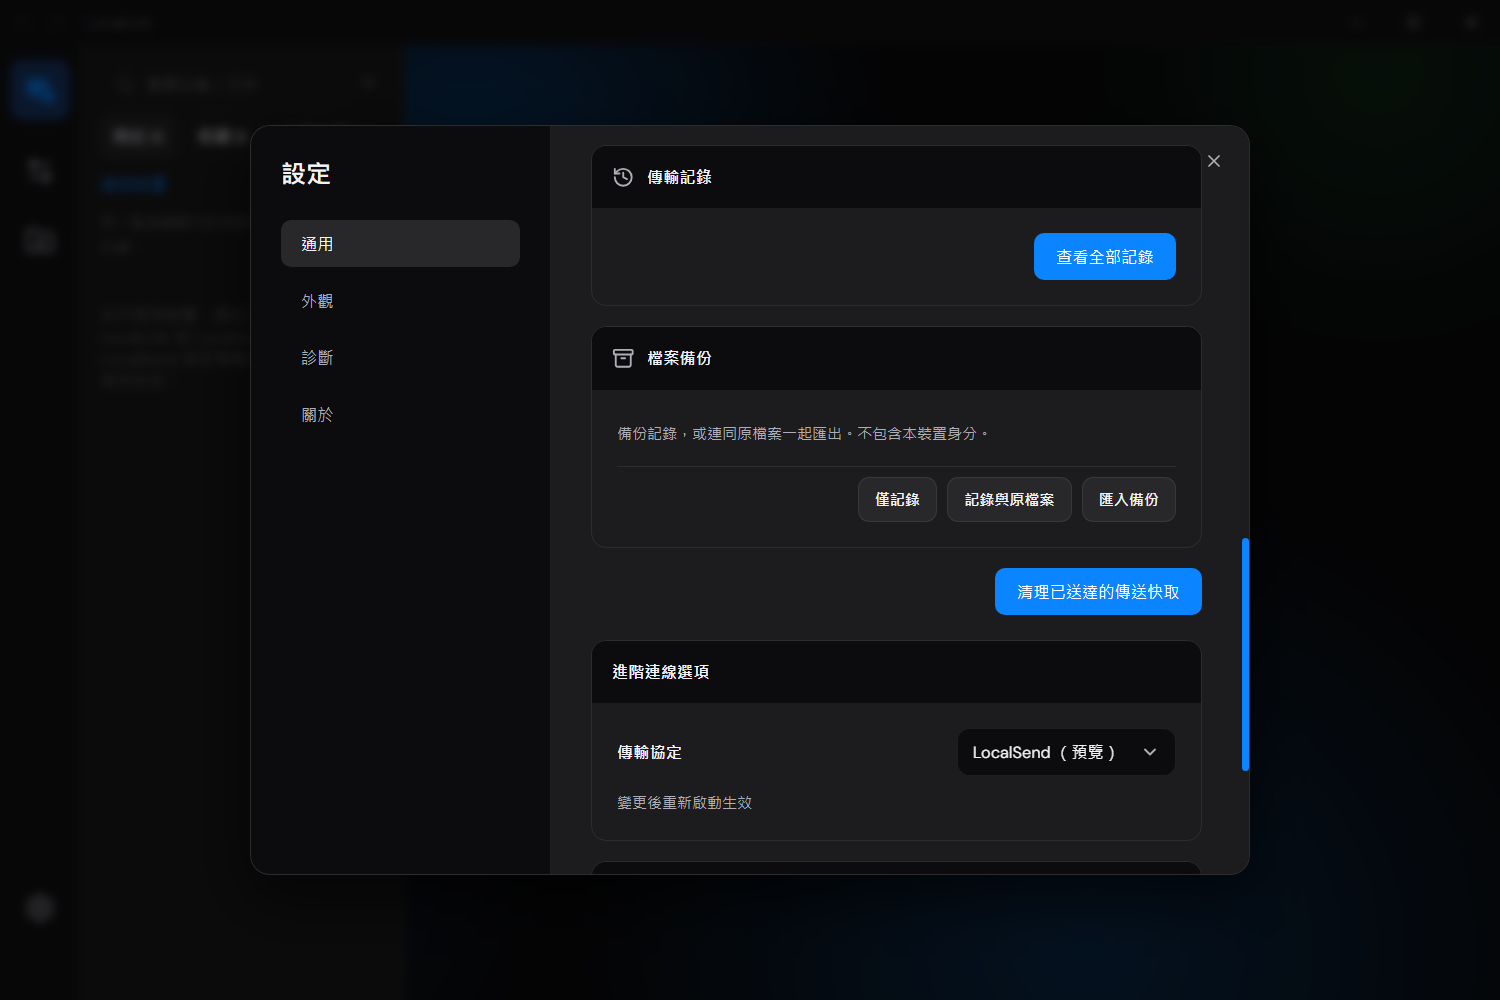 設定
通用
外觀
診斷
關於
傳輸記錄
查看全部記錄
檔案備份
備份記錄，或連同原檔案一起匯出。不包含本裝置身分。
僅記錄
記錄與原檔案
匯入備份
清理已送達的傳送快取
進階連線選項
傳輸協定
LocalSend （預覽）
變更後重新啟動生效